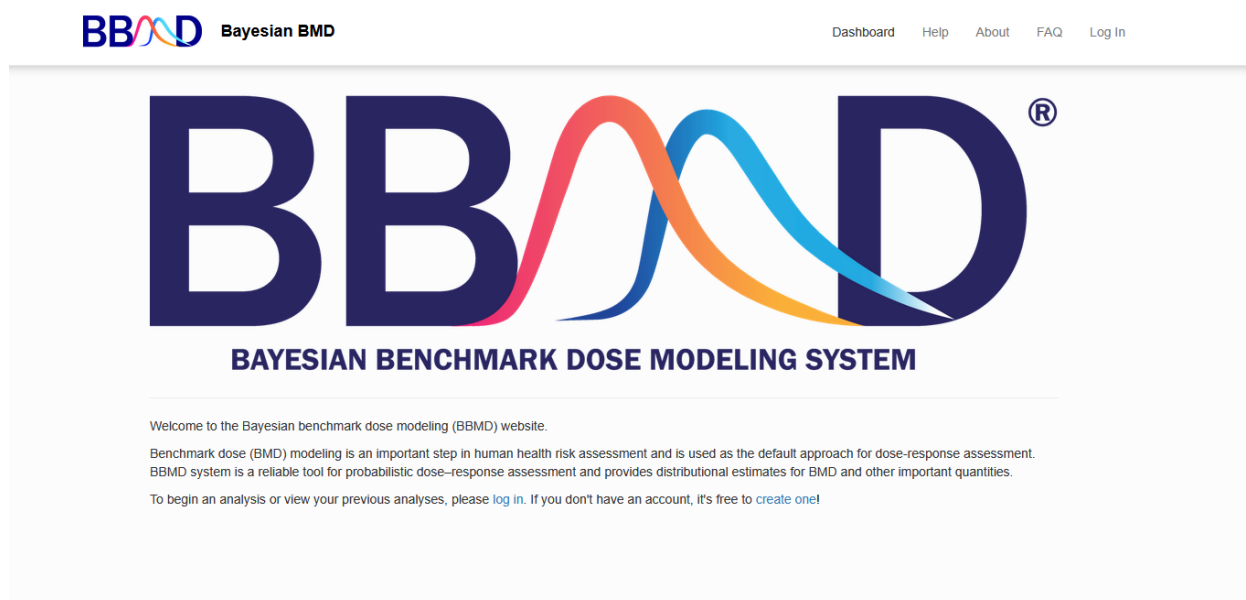 BBMD Bayesian BMD Dashboard Help About FAQ Log In
BBMD®
BAYESIAN BENCHMARK DOSE MODELING SYSTEM
Welcome to the Bayesian benchmark dose modeling (BBMD) website.
Benchmark dose (BMD) modeling is an important step in human health risk assessment and is used as the default approach for dose-response assessment.
BBMD system is a reliable tool for probabilistic dose–response assessment and provides distributional estimates for BMD and other important quantities.
To begin an analysis or view your previous analyses, please log in. If you don't have an account, it's free to create one!